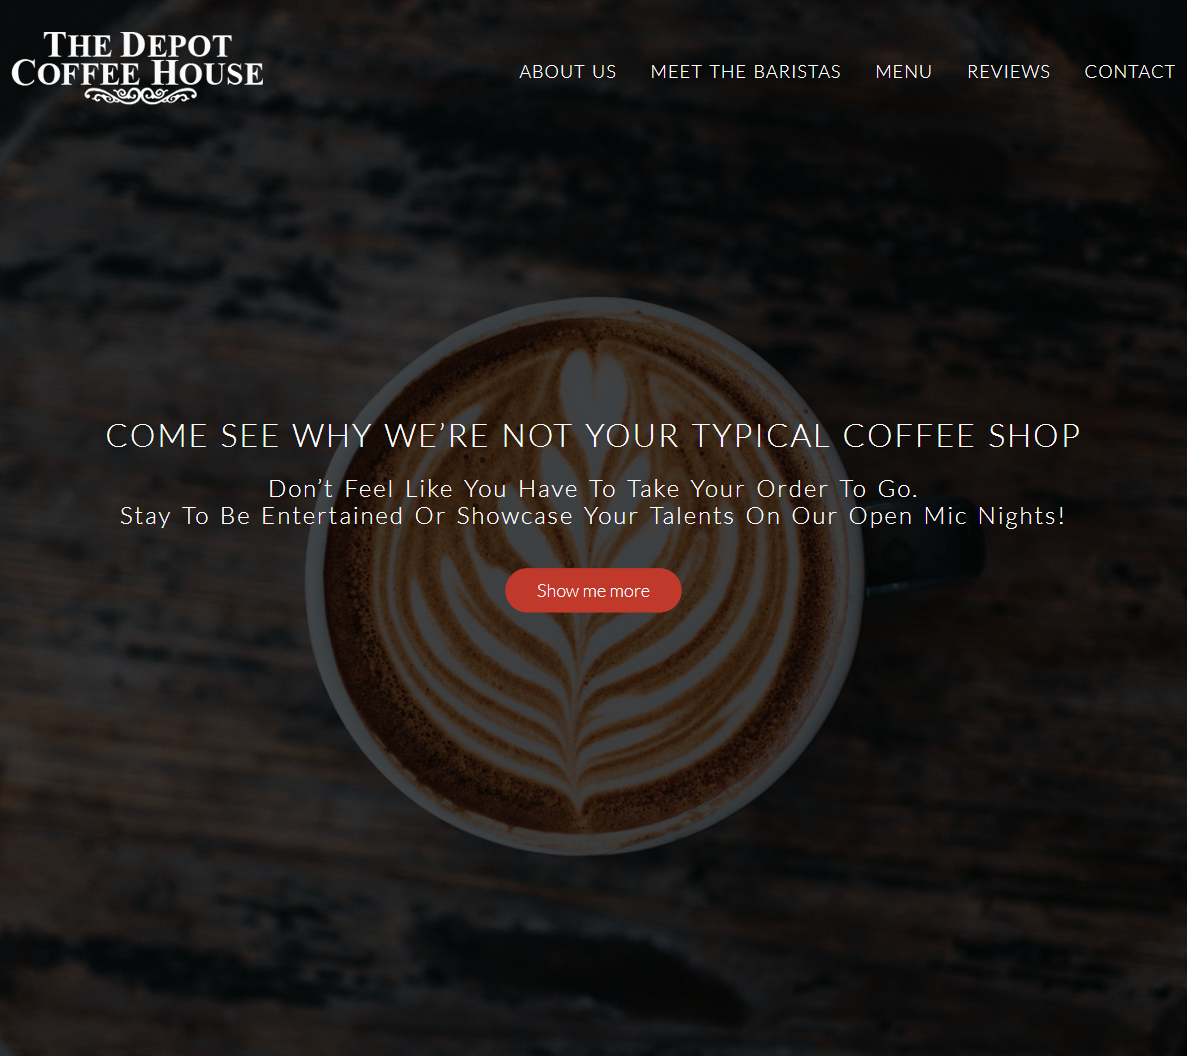 THE DEPOT
COFFEE HOUSE
ABOUT US MEET THE BARISTAS MENU REVIEWS CONTACT
COME SEE WHY WE’RE NOT YOUR TYPICAL COFFEE SHOP
Don’t Feel Like You Have To Take Your Order To Go.
Stay To Be Entertained Or Showcase Your Talents On Our Open Mic Nights!
Show me more